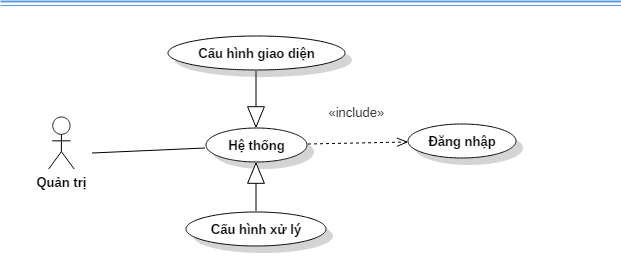 Cấu hình giao diện
«include»
Hệ thống
Đăng nhập
Quản trị
Cấu hình xử lý